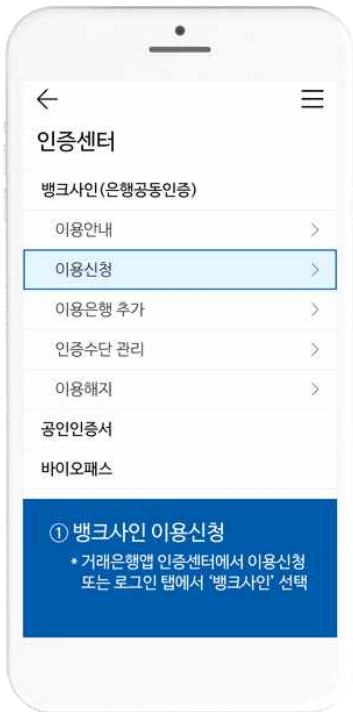 인증센터
뱅크사인(은행공동인증)
이용안내
이용신청
이용은행 추가
인증수단 관리
이용해지
공인인증서
바이오패스
① 뱅크사인 이용신청
* 거래은행앱 인증센터에서 이용신청
또는 로그인 탭에서 ‘뱅크사인’ 선택